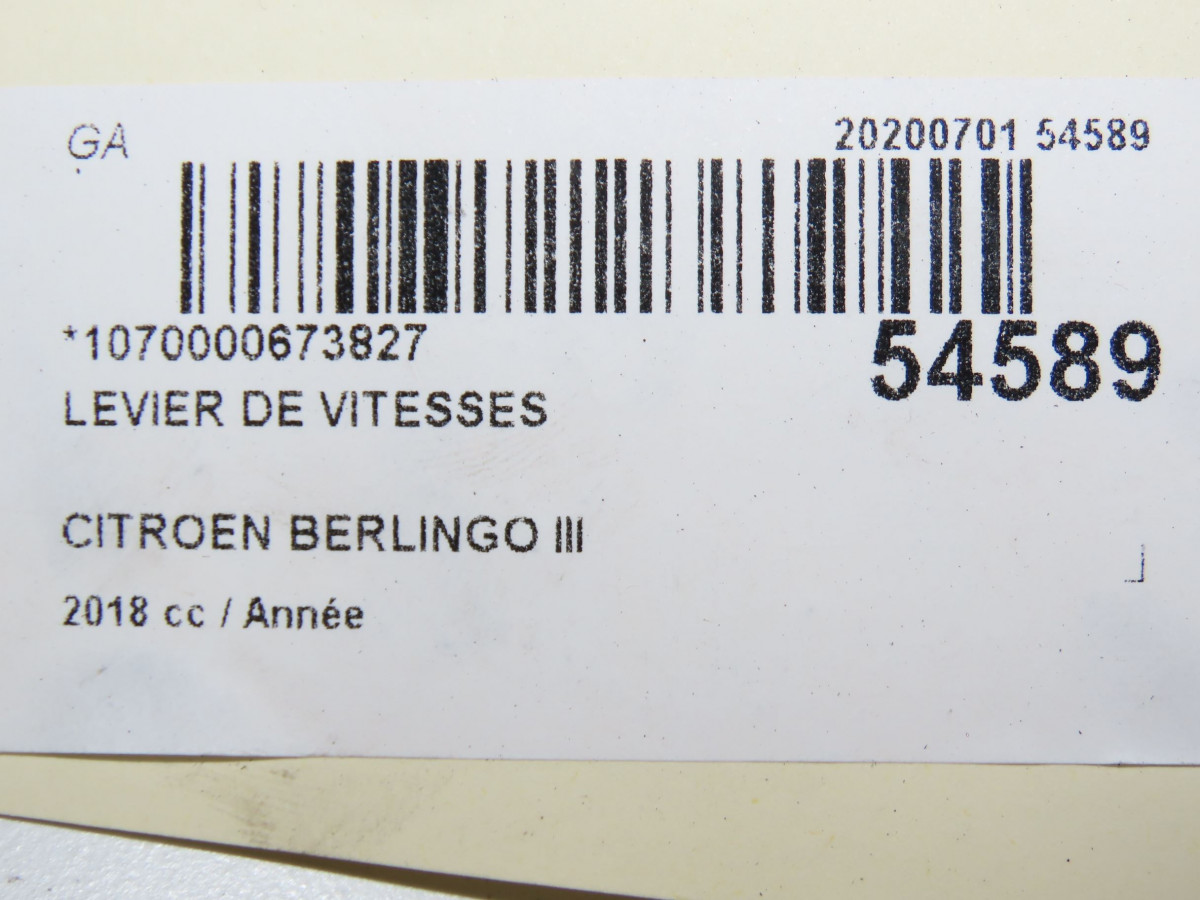 GA
20200701 54589
*1070000673827
54589
LEVIER DE VITESSES
CITROEN BERLINGO III
2018 cc / Année